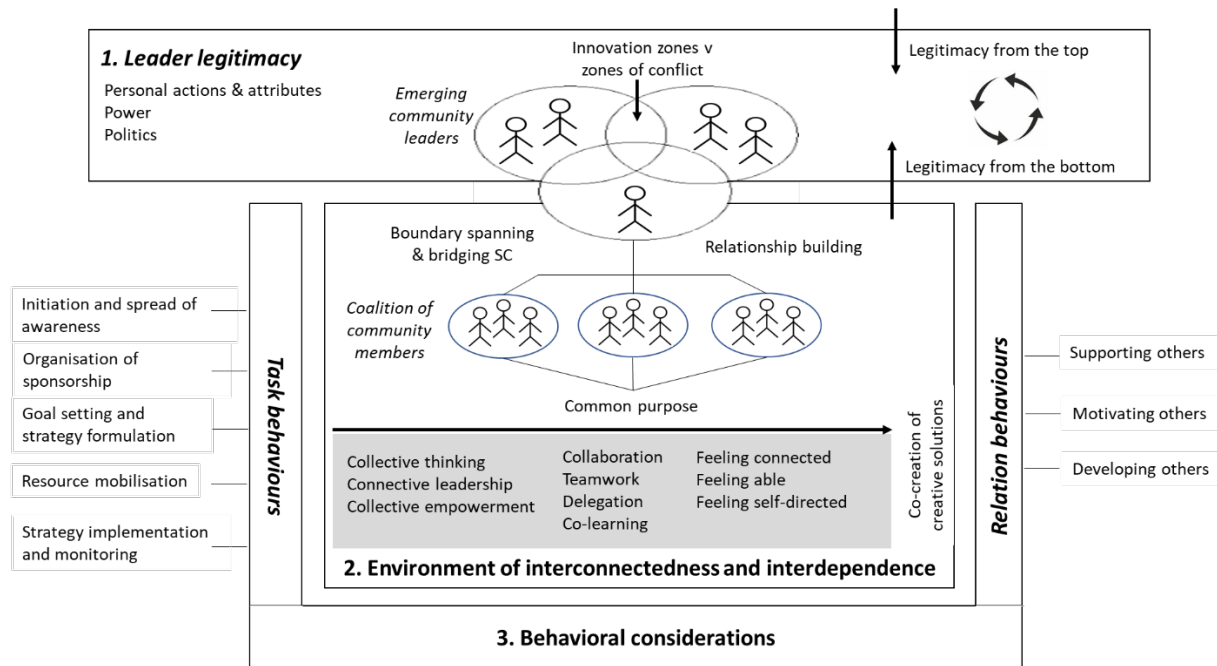 1. Leader legitimacy
Personal actions & attributes
Power
Politics
Emerging
community
leaders
Innovation zones v
zones of conflict
Legitimacy from the top
Legitimacy from the bottom
Boundary spanning
& bridging SC
Relationship building
Coalition of
community
members
Common purpose
Initiation and spread of
awareness
Organisation of
sponsorship
Goal setting and
strategy formulation
Resource mobilisation
Strategy implementation
and monitoring
Task behaviours
Collective thinking
Connective leadership
Collective empowerment
Collaboration
Teamwork
Delegation
Co-learning
Feeling connected
Feeling able
Feeling self-directed
Co-creation of
creative solutions
Relation behaviours
Supporting others
Motivating others
Developing others
2. Environment of interconnectedness and interdependence
3. Behavioral considerations